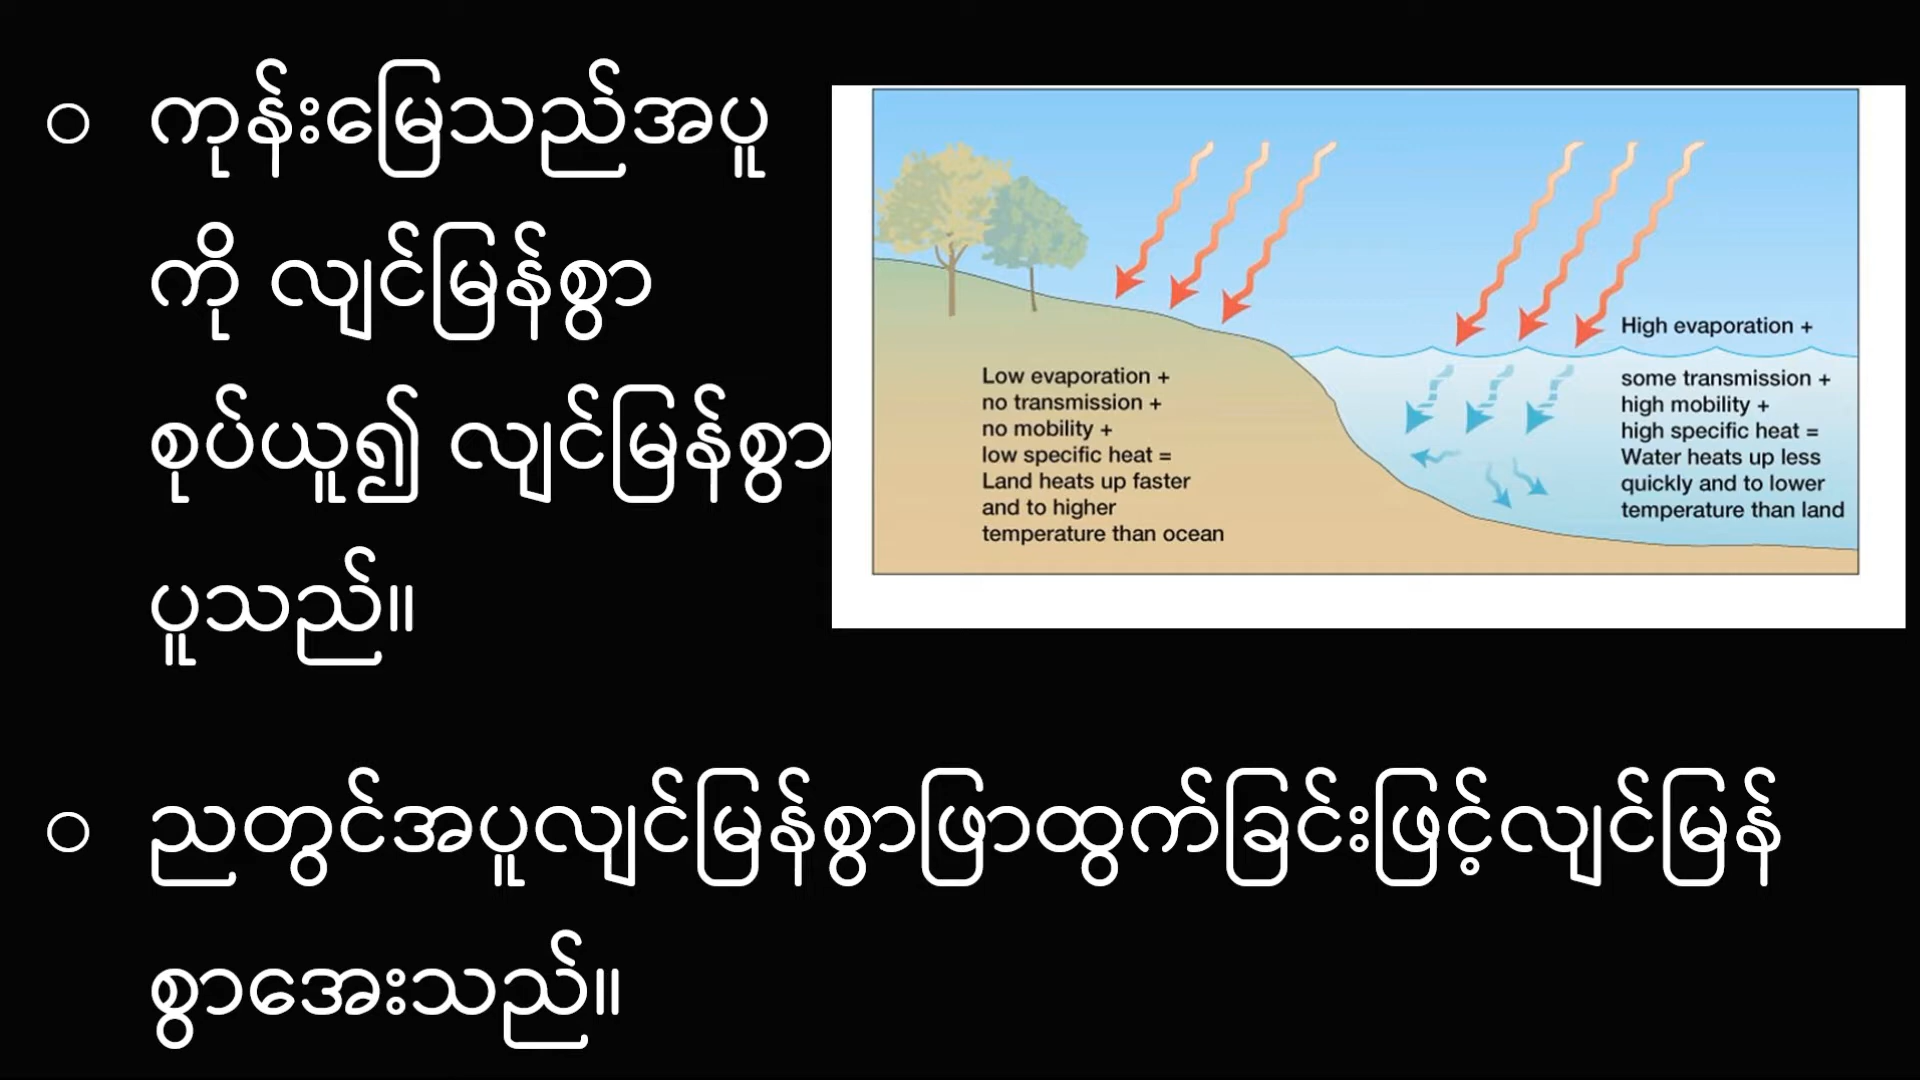 ကုန်းမြေသည်အပူ
ကို လျင်မြန်စွာ
စုပ်ယူ၍ လျင်မြန်စွာ
ပူသည်။
High evaporation +
some transmission +
high mobility +
high specific heat =
Water heats up less
quickly and to lower
temperature than land
Low evaporation +
no transmission +
no mobility +
low specific heat =
Land heats up faster
and to higher
temperature than ocean
ညတွင်အပူလျင်မြန်စွာဖြာထွက်ခြင်းဖြင့်လျင်မြန်
စွာအေးသည်။